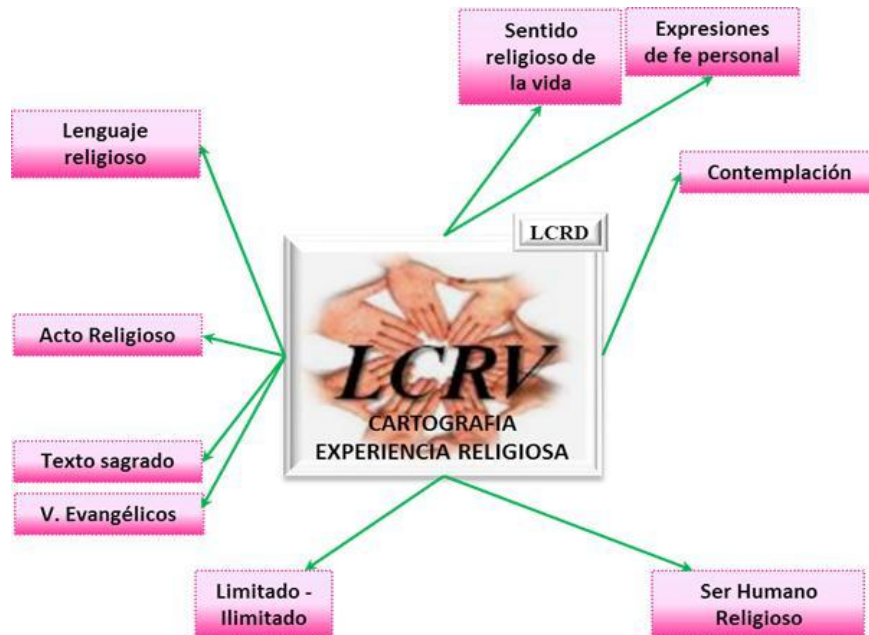 Sentido
religioso de
la vida
Expresiones
de fe personal
Lenguaje
religioso
Contemplación
LCRD
Acto Religioso
LCRV
CARTOGRAFIA
EXPERIENCIA RELIGIOSA
Texto sagrado
V. Evangélicos
Limitado -
Ilimitado
Ser Humano
Religioso